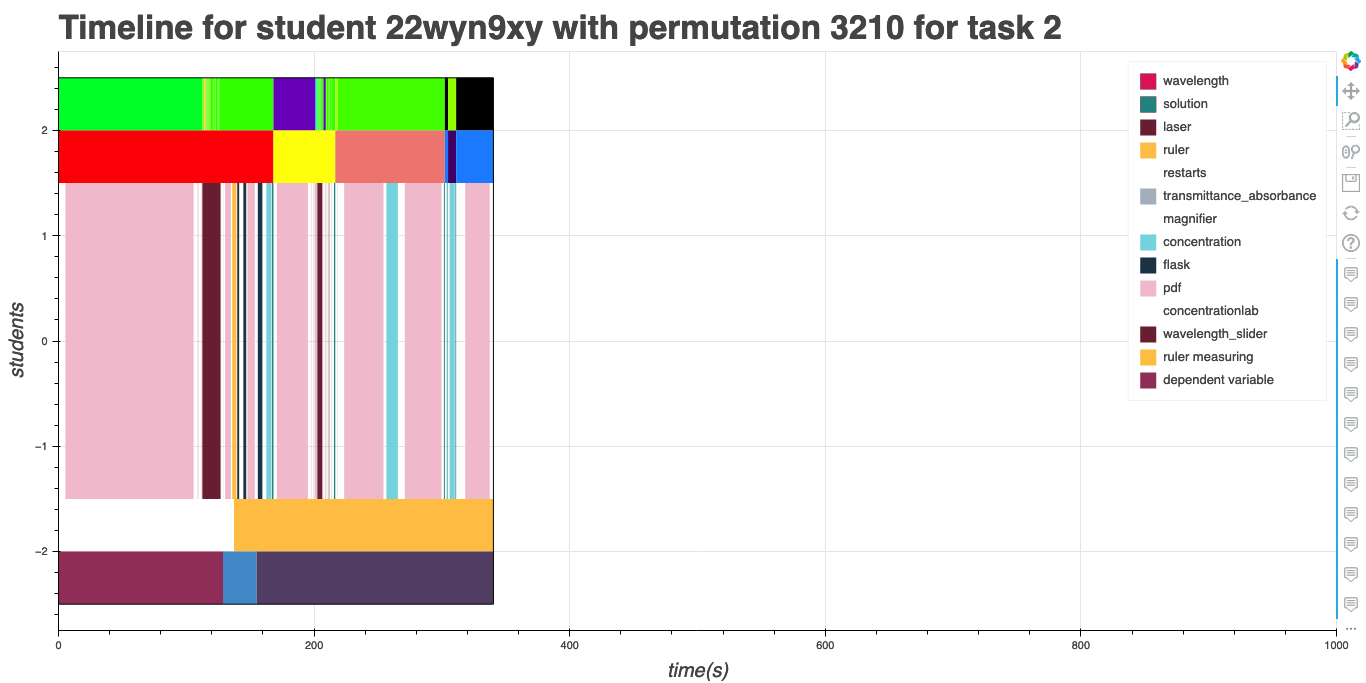 Timeline for student 22wyn9xy with permutation 3210 for task 2
wavelength
solution
laser
ruler
restarts
transmittance_absorbance
magnifier
concentration
flask
pdf
concentrationlab
wavelength_slider
ruler measuring
dependent variable
2
1
0
−1
−2
students
0
200
400
600
800
1000
time(s)